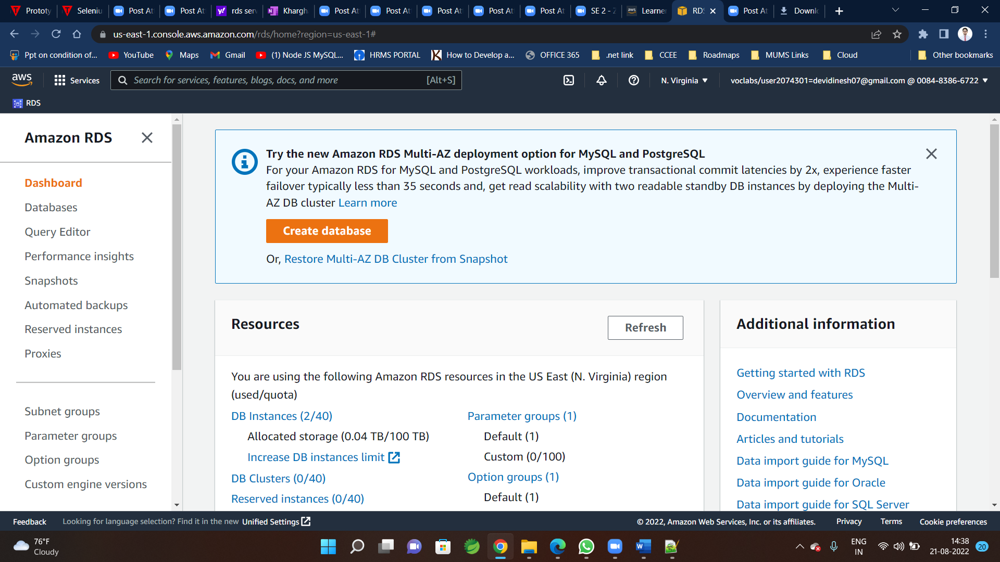 Prototy
Seleniu
Post At
Post At
rds serv
Khargh
Post At
Post At
Post At
Post At
Post At
SE 2 - Z
Learner
RDS
Post At
Downlo
us-east-1.console.aws.amazon.com/rds/home?region=us-east-1#
Ppt on condition of...
YouTube
Maps
Gmail
(1) Node JS MySQL...
HRMS PORTAL
How to Develop a...
OFFICE 365
.net link
CCEE
Roadmaps
MUMS Links
Cloud
Other bookmarks
aws
Services
Search for services, features, blogs, docs, and more
[Alt+S]
N. Virginia
voclabs/user2074301=devidinesh07@gmail.com @ 0084-8386-6722
RDS
Amazon RDS
Dashboard
Databases
Query Editor
Performance insights
Snapshots
Automated backups
Reserved instances
Proxies
Subnet groups
Parameter groups
Option groups
Custom engine versions
Try the new Amazon RDS Multi-AZ deployment option for MySQL and PostgreSQL
For your Amazon RDS for MySQL and PostgreSQL workloads, improve transactional commit latencies by 2x, experience faster
failover typically less than 35 seconds and, get read scalability with two readable standby DB instances by deploying the Multi-
AZ DB cluster Learn more
Create database
Or, Restore Multi-AZ DB Cluster from Snapshot
Resources
Refresh
You are using the following Amazon RDS resources in the US East (N. Virginia) region
(used/quota)
DB Instances (2/40)
Allocated storage (0.04 TB/100 TB)
Increase DB instances limit
DB Clusters (0/40)
Reserved instances (0/40)
Parameter groups (1)
Default (1)
Custom (0/100)
Option groups (1)
Default (1)
Additional information
Getting started with RDS
Overview and features
Documentation
Articles and tutorials
Data import guide for MySQL
Data import guide for Oracle
Data import guide for SQL Server
Feedback
Looking for language selection? Find it in the new Unified Settings
© 2022, Amazon Web Services, Inc. or its affiliates.
Privacy
Terms
Cookie preferences
76°F
Cloudy
ENG
IN
14:38
21-08-2022
20